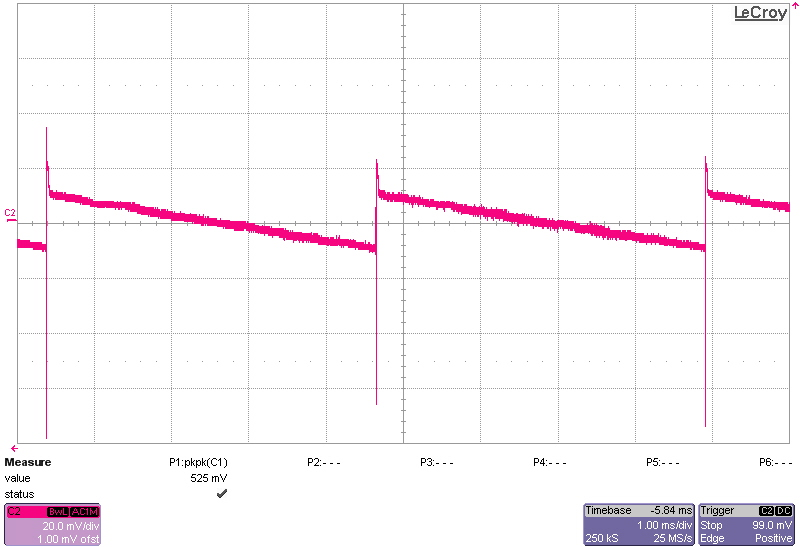 LeCroy
C2
Measure P1:pkpk(C1) P2:- - - P3:- - - P4:- - - P5:- - - P6:- - -
value 525 mV
status
C2 BwL AC1M
20.0 mV/div
1.00 mV ofst
Timebase -5.84 ms
1.00 ms/div
250 kS 25 MS/s
Trigger C2 DC
Stop 99.0 mV
Edge Positive